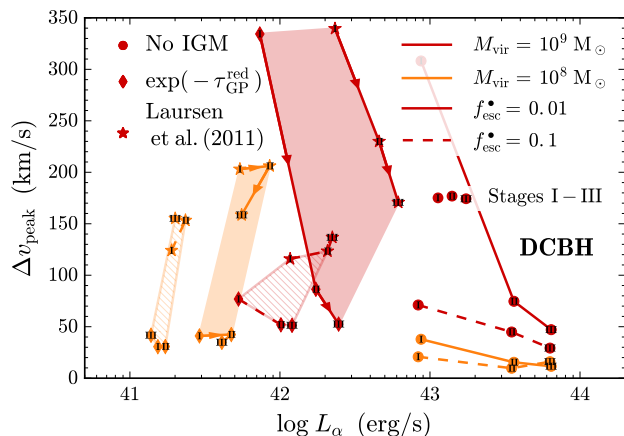 350
300
250
200
150
100
50
0
Δv_peak (km/s)
No IGM
exp(−τ_GP^red)
Laursen
et al. (2011)
M_vir = 10^9 M_⊙
M_vir = 10^8 M_⊙
f_esc^• = 0.01
f_esc^• = 0.1
Stages I − III
DCBH
41
42
43
44
log L_α (erg/s)